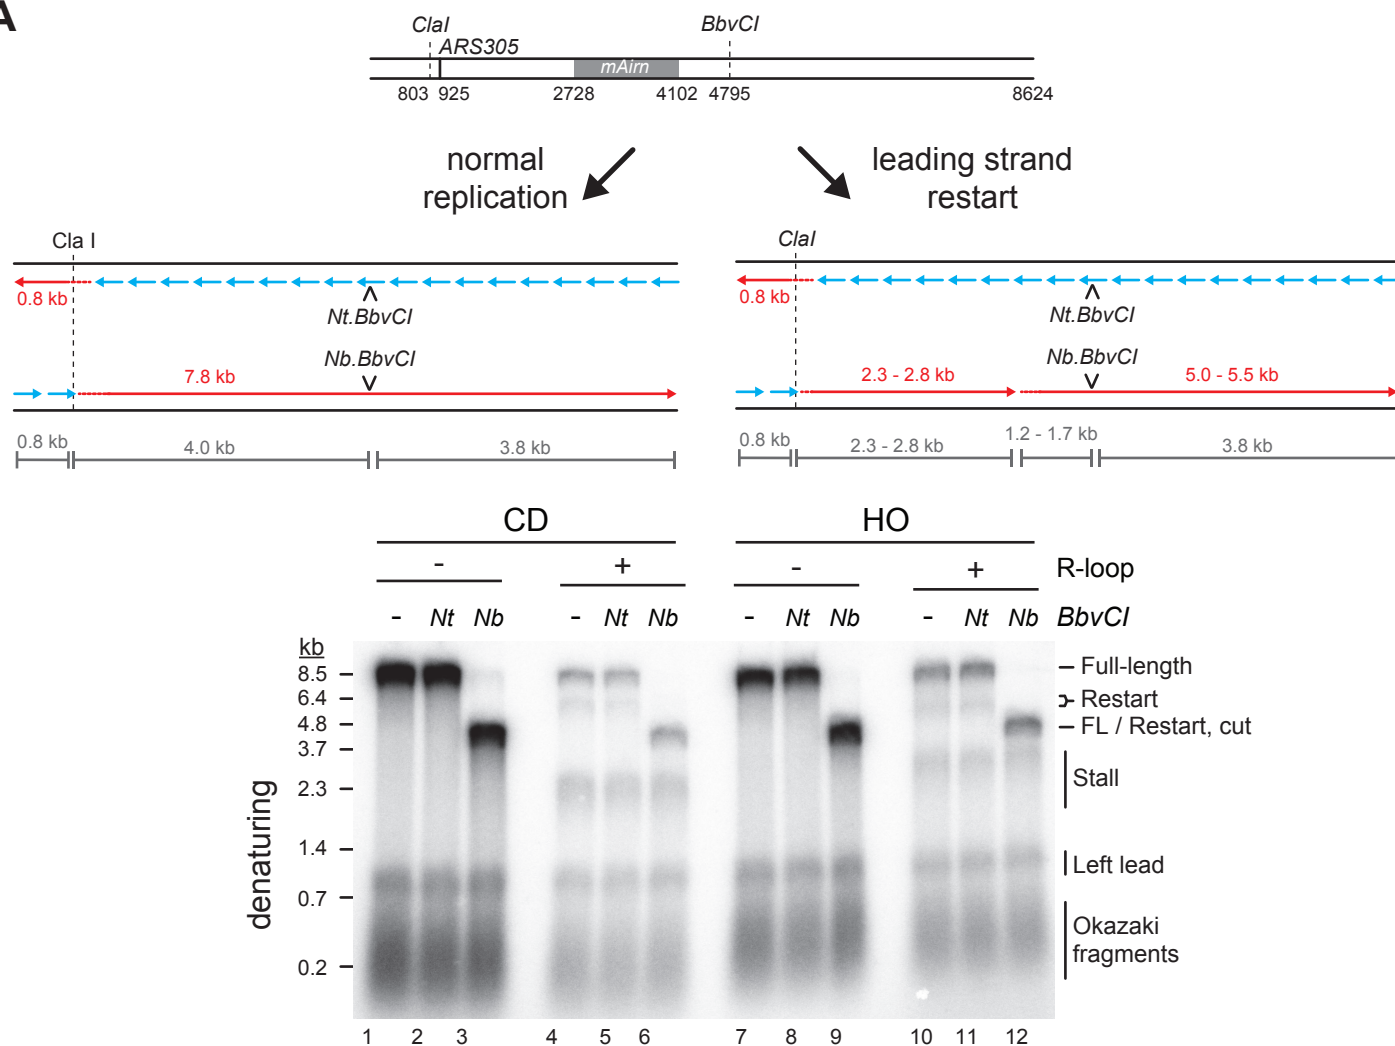 A
ClaI
BbvCI
ARS305
mAirn
803 925 2728 4102 4795 8624
normal
replication
leading strand
restart
Cla I
0.8 kb
Nt.BbvCI
Nb.BbvCI
7.8 kb
0.8 kb
4.0 kb
3.8 kb
ClaI
0.8 kb
Nt.BbvCI
Nb.BbvCI
2.3 - 2.8 kb
5.0 - 5.5 kb
0.8 kb
2.3 - 2.8 kb
1.2 - 1.7 kb
3.8 kb
CD HO
- + - + R-loop
- Nt Nb - Nt Nb - Nt Nb - Nt Nb BbvCI
kb
8.5
6.4
4.8
3.7
2.3
1.4
0.7
0.2
denaturing
Full-length
Restart
FL / Restart, cut
Stall
Left lead
Okazaki
fragments
1 2 3 4 5 6 7 8 9 10 11 12